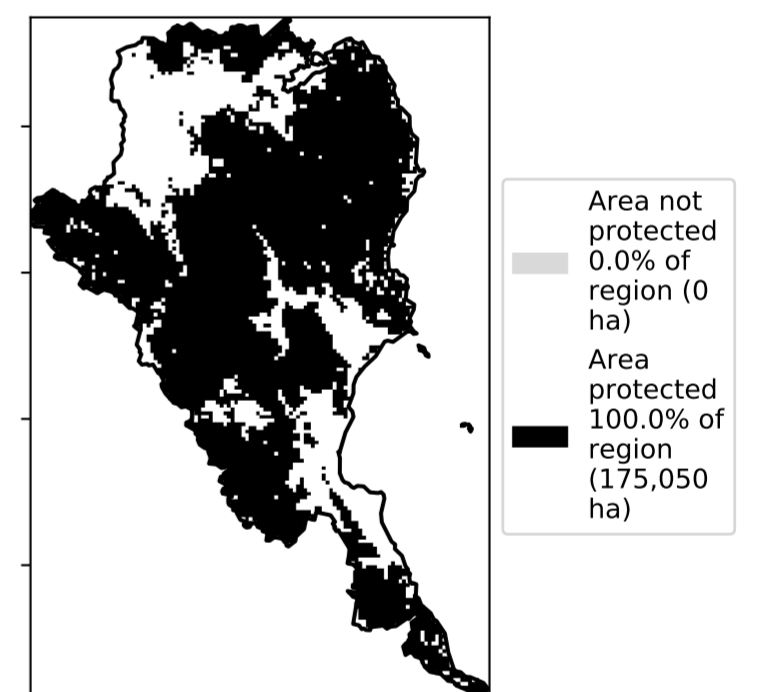 Area not
protected
0.0% of
region (0
ha)
Area
protected
100.0% of
region
(175,050
ha)